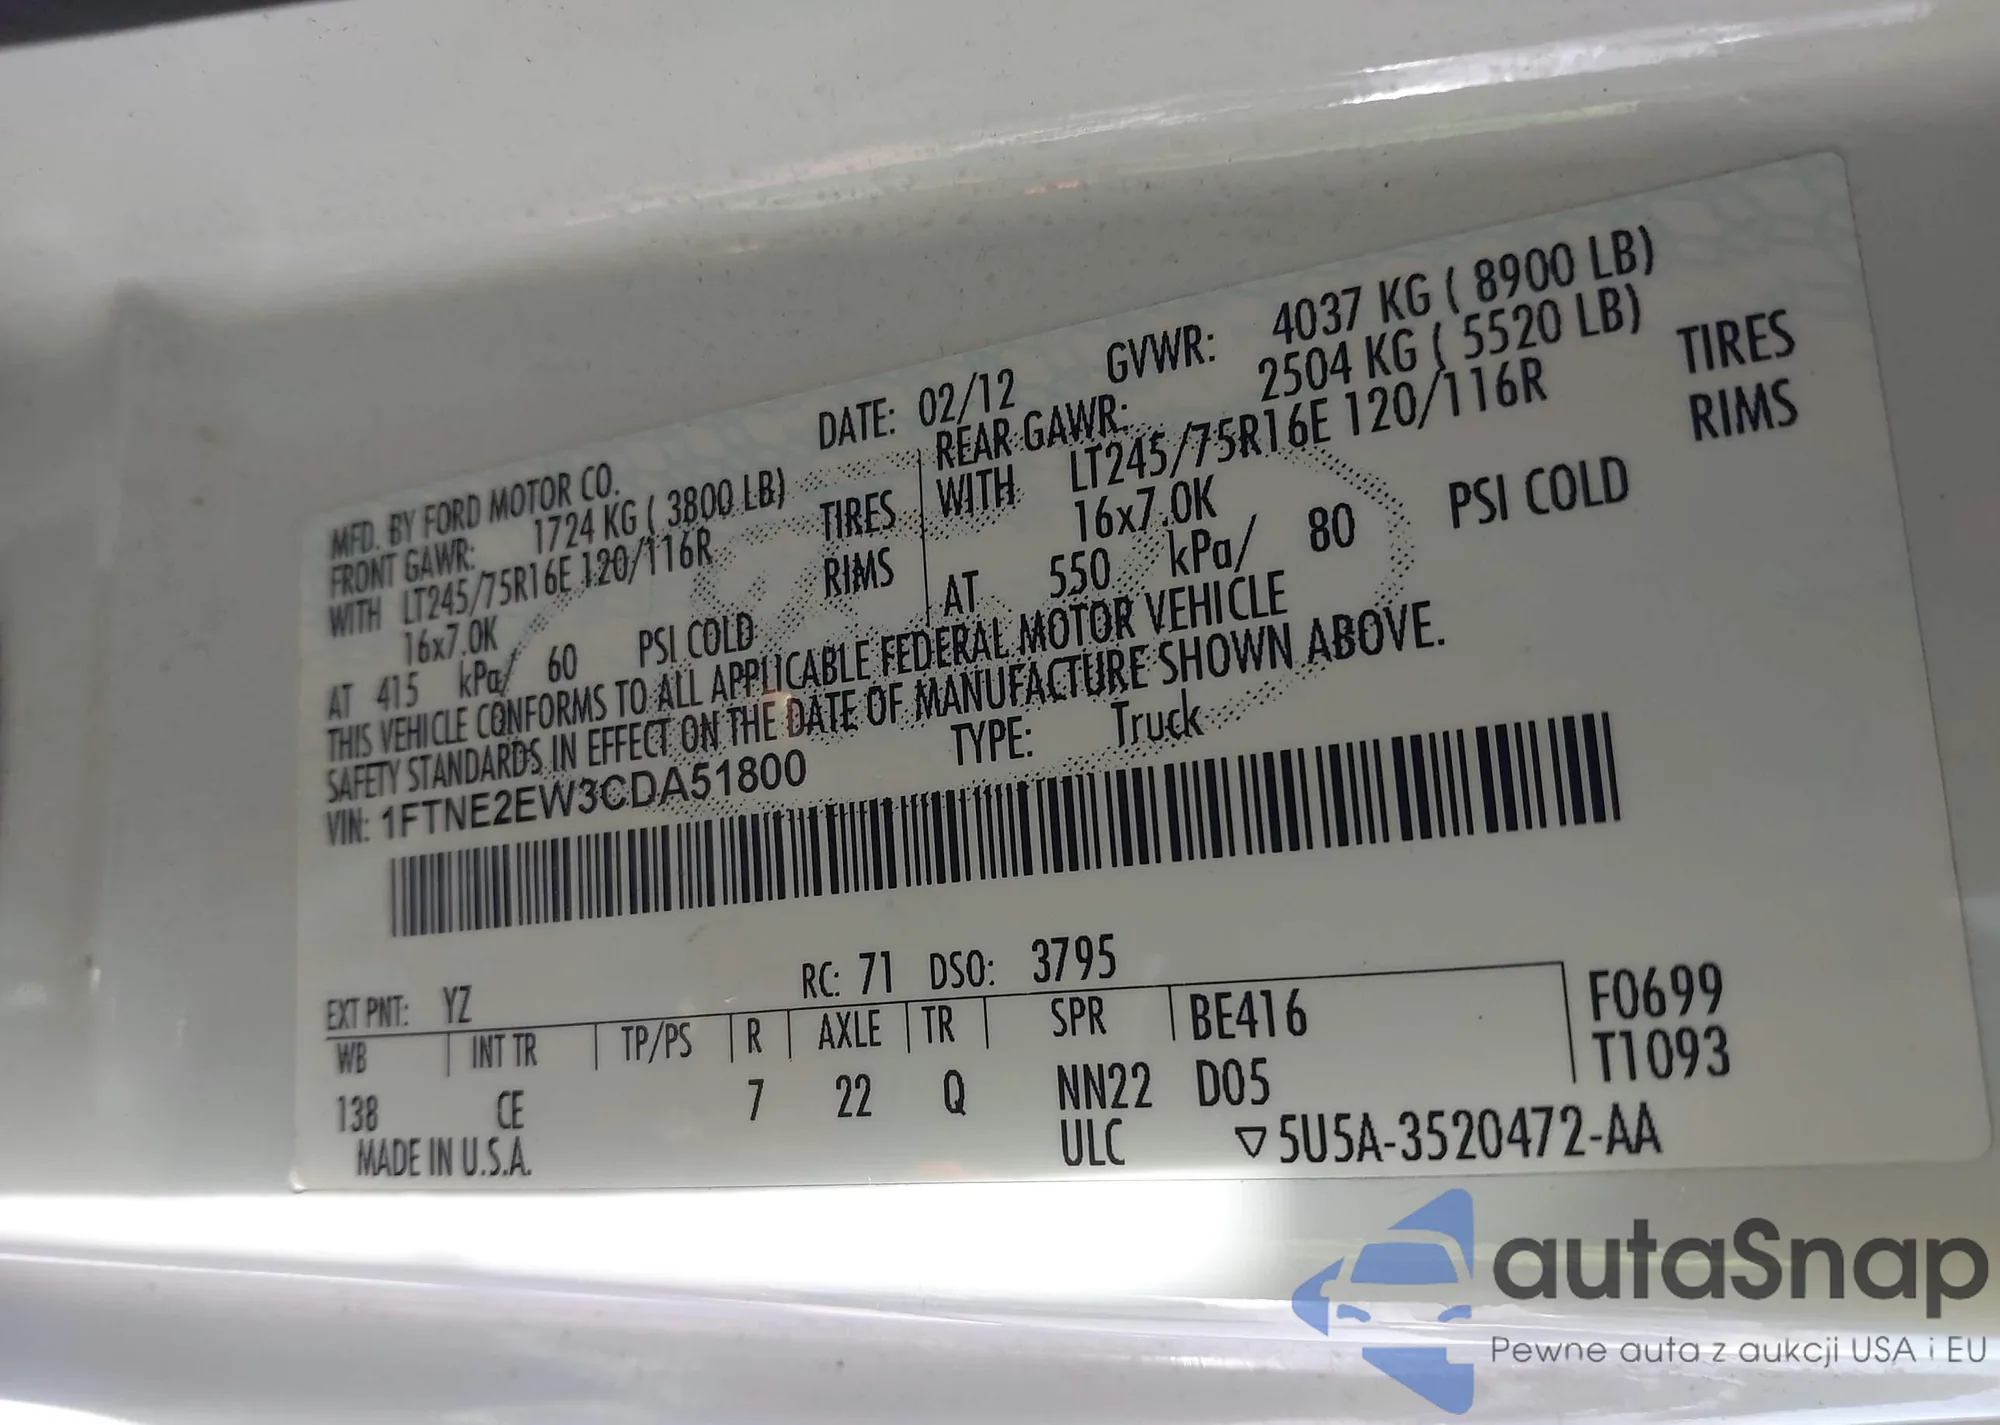 MFD. BY FORD MOTOR CO. DATE: 02/12 GVWR: 4037 KG ( 8900 LB)
FRONT GAWR: 1724 KG ( 3800 LB) REAR GAWR: 2504 KG ( 5520 LB)
WITH LT245/75R16E 120/116R TIRES WITH LT245/75R16E 120/116R TIRES
16x7.0K RIMS 16x7.0K RIMS
AT 415 kPa/ 60 PSI COLD AT 550 kPa/ 80 PSI COLD
THIS VEHICLE CONFORMS TO ALL APPLICABLE FEDERAL MOTOR VEHICLE
SAFETY STANDARDS IN EFFECT ON THE DATE OF MANUFACTURE SHOWN ABOVE.
VIN: 1FTNE2EW3CDA51800 TYPE: Truck
EXT PNT: YZ RC: 71 DSO: 3795
WB INT TR TP/PS R AXLE TR SPR BE416 F0699
138 CE 7 22 Q NN22 D05 T1093
MADE IN U.S.A. ULC ▽5U5A-3520472-AA
autaSnap
Pewne auta z aukcji USA i EU